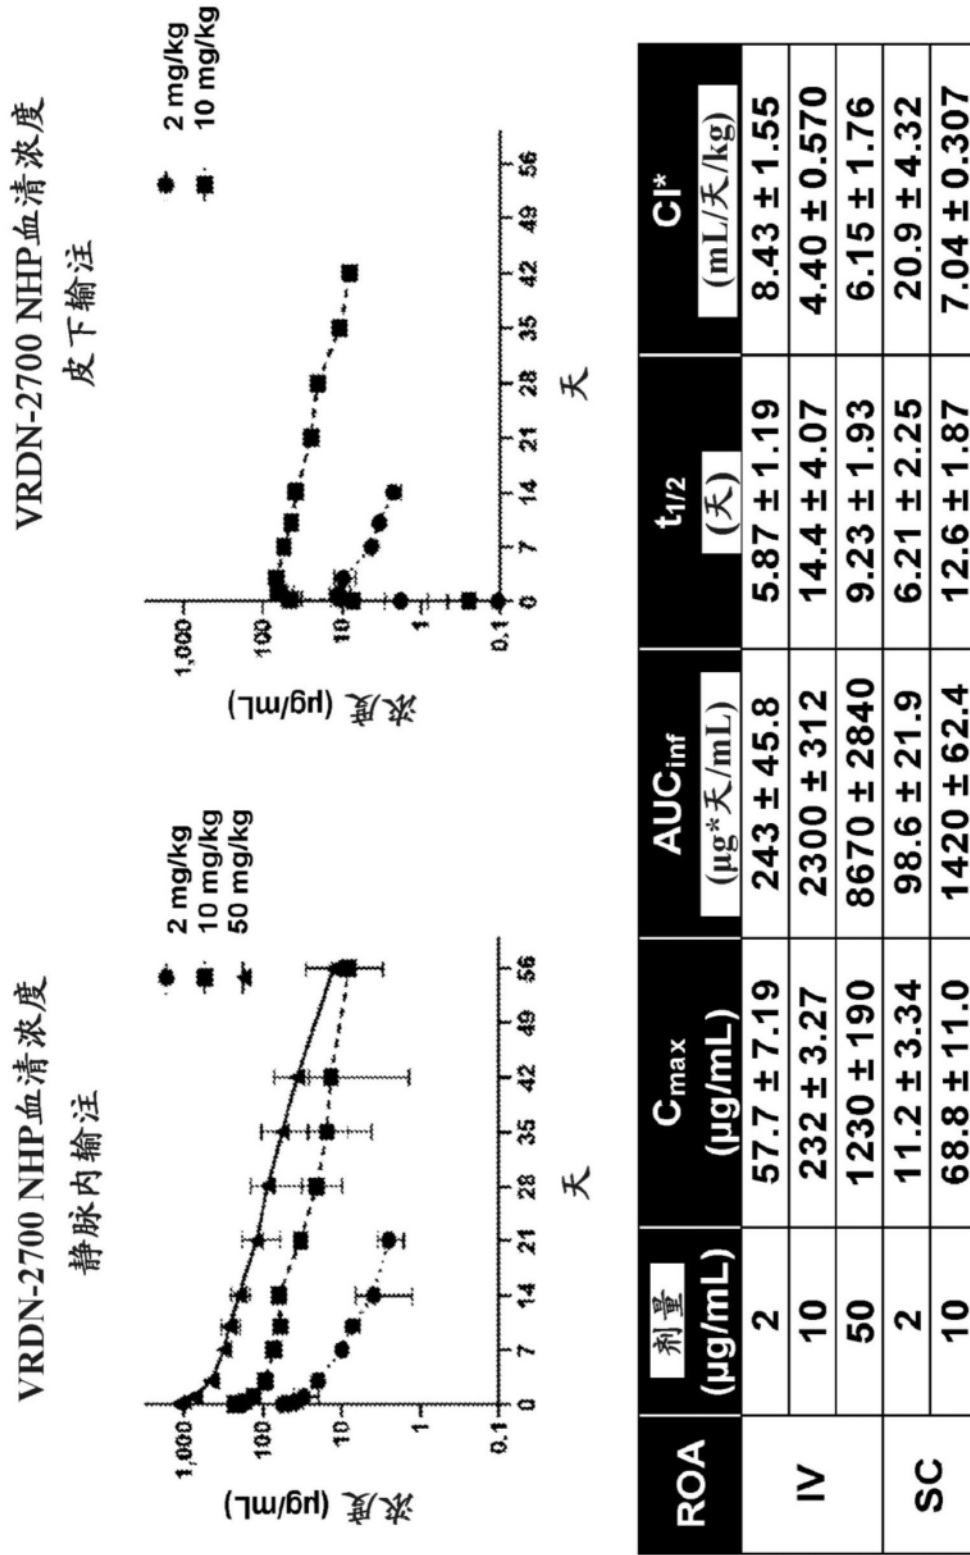 VRDN-2700 NHP血清浓度
静脉内输注
浓度 (µg/mL)
1,000
100
10
1
0.1
0 7 14 21 28 35 42 49 56
天
2 mg/kg
10 mg/kg
50 mg/kg
VRDN-2700 NHP血清浓度
皮下输注
浓度 (µg/mL)
1,000
100
10
1
0.1
0 7 14 21 28 35 42 49 56
天
2 mg/kg
10 mg/kg
ROA 剂量 Cmax AUCinf t1/2 Cl*
(µg/mL) (µg/mL) (µg*天/mL) (天) (mL/天/kg)
IV 2 57.7 ± 7.19 243 ± 45.8 5.87 ± 1.19 8.43 ± 1.55
10 232 ± 3.27 2300 ± 312 14.4 ± 4.07 4.40 ± 0.570
50 1230 ± 190 8670 ± 2840 9.23 ± 1.93 6.15 ± 1.76
SC 2 11.2 ± 3.34 98.6 ± 21.9 6.21 ± 2.25 20.9 ± 4.32
10 68.8 ± 11.0 1420 ± 62.4 12.6 ± 1.87 7.04 ± 0.307